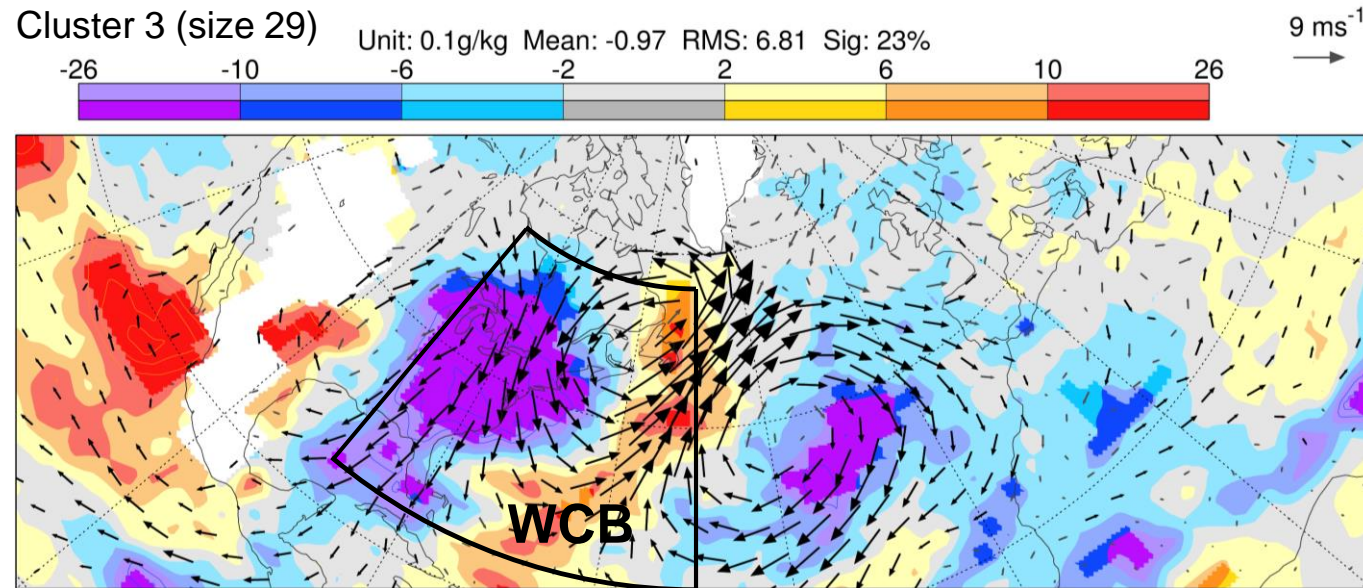 Cluster 3 (size 29)
Unit: 0.1g/kg Mean: -0.97 RMS: 6.81 Sig: 23%
9 ms⁻¹
-26 -10 -6 -2 2 6 10 26
WCB